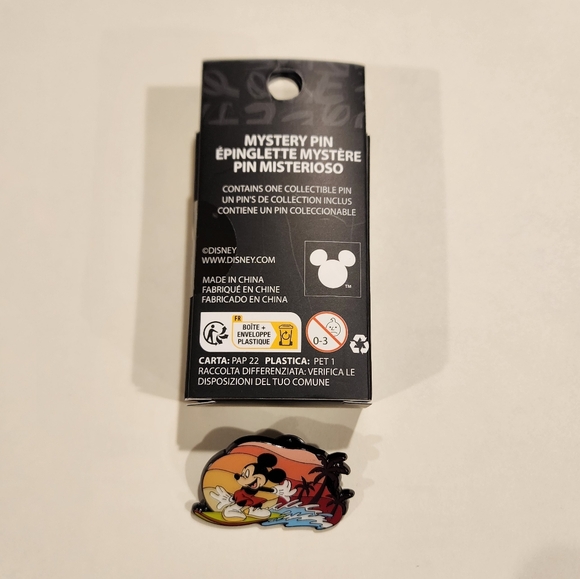 MYSTERY PIN
ÉPINGLETTE MYSTÈRE
PIN MISTERIOSO
CONTAINS ONE COLLECTIBLE PIN
UN PIN'S DE COLLECTION INCLUS
CONTIENE UN PIN COLECCIONABLE
©DISNEY
WWW.DISNEY.COM
MADE IN CHINA
FABRIQUÉ EN CHINE
FABRICADO EN CHINA
TM
FR
BOÎTE +
ENVELOPPE
PLASTIQUE
0-3
CARTA: PAP 22 PLASTICA: PET 1
RACCOLTA DIFFERENZIATA: VERIFICA LE
DISPOSIZIONI DEL TUO COMUNE